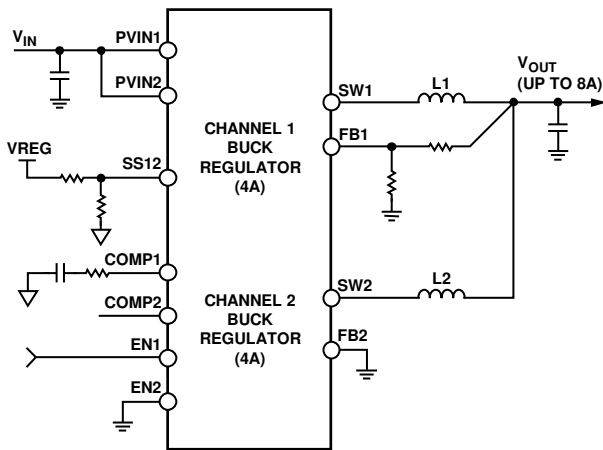 VIN
PVIN1
PVIN2
VREG
SS12
COMP1
COMP2
EN1
EN2
CHANNEL 1
BUCK
REGULATOR
(4A)
CHANNEL 2
BUCK
REGULATOR
(4A)
SW1
L1
VOUT
(UP TO 8A)
FB1
SW2
L2
FB2